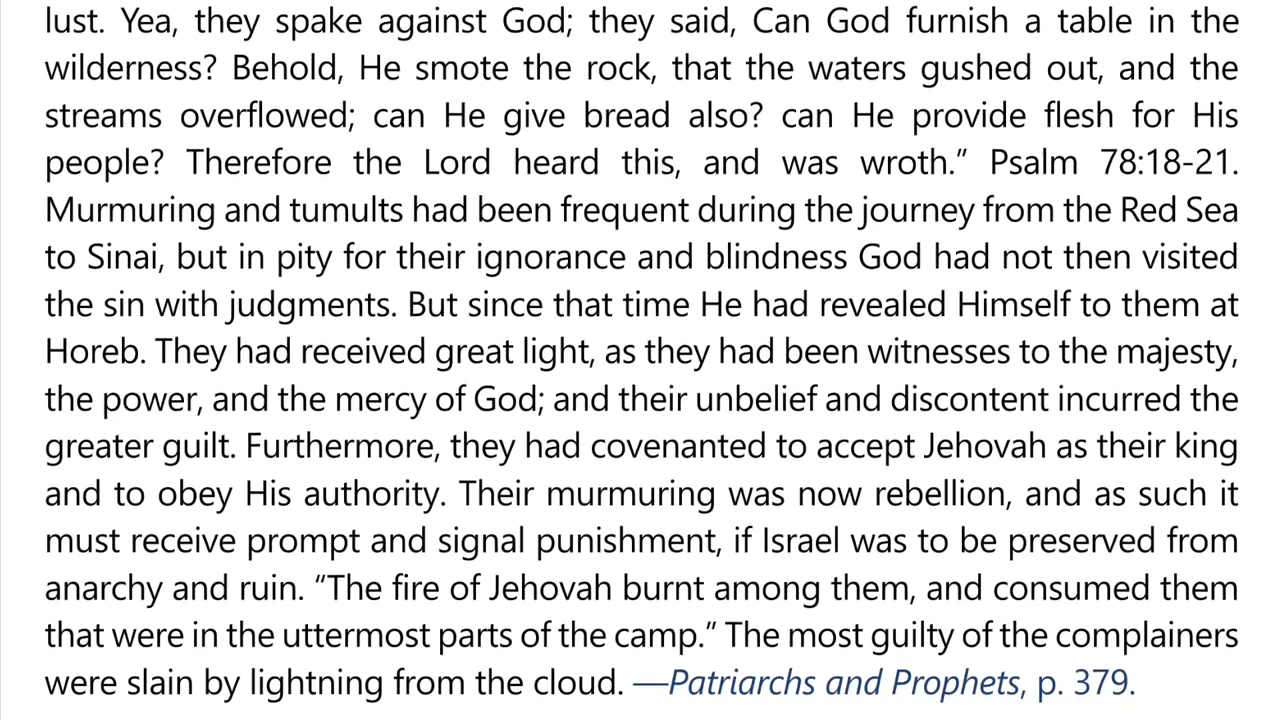 lust. Yea, they spake against God; they said, Can God furnish a table in the
wilderness? Behold, He smote the rock, that the waters gushed out, and the
streams overflowed; can He give bread also? can He provide flesh for His
people? Therefore the Lord heard this, and was wroth.” Psalm 78:18-21.
Murmuring and tumults had been frequent during the journey from the Red Sea
to Sinai, but in pity for their ignorance and blindness God had not then visited
the sin with judgments. But since that time He had revealed Himself to them at
Horeb. They had received great light, as they had been witnesses to the majesty,
the power, and the mercy of God; and their unbelief and discontent incurred the
greater guilt. Furthermore, they had covenanted to accept Jehovah as their king
and to obey His authority. Their murmuring was now rebellion, and as such it
must receive prompt and signal punishment, if Israel was to be preserved from
anarchy and ruin. “The fire of Jehovah burnt among them, and consumed them
that were in the uttermost parts of the camp.” The most guilty of the complainers
were slain by lightning from the cloud. —Patriarchs and Prophets, p. 379.